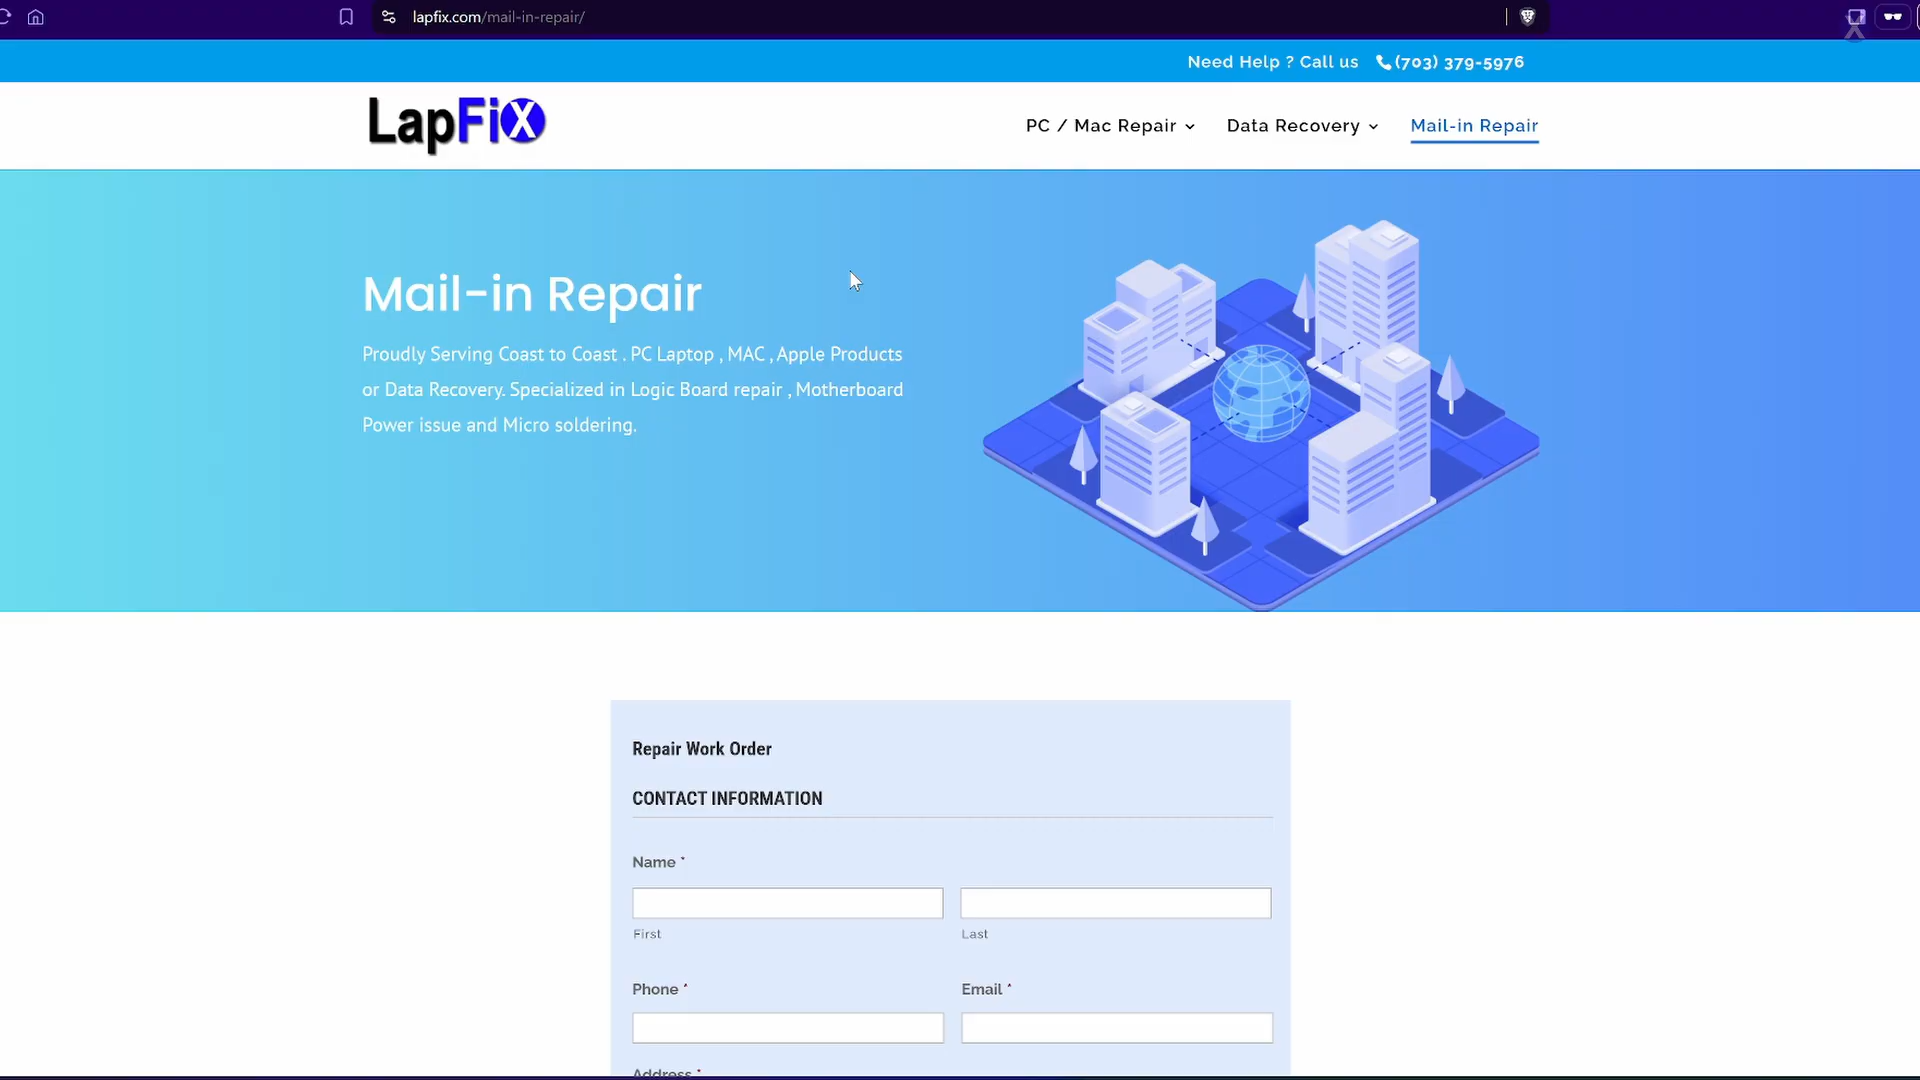 lapfix.com/mail-in-repair/
Need Help ? Call us (703) 379-5976
LapFix
PC / Mac Repair
Data Recovery
Mail-in Repair
Mail-in Repair
Proudly Serving Coast to Coast . PC Laptop , MAC , Apple Products
or Data Recovery. Specialized in Logic Board repair , Motherboard
Power issue and Micro soldering.
Repair Work Order
CONTACT INFORMATION
Name *
First
Last
Phone *
Email *
Address *